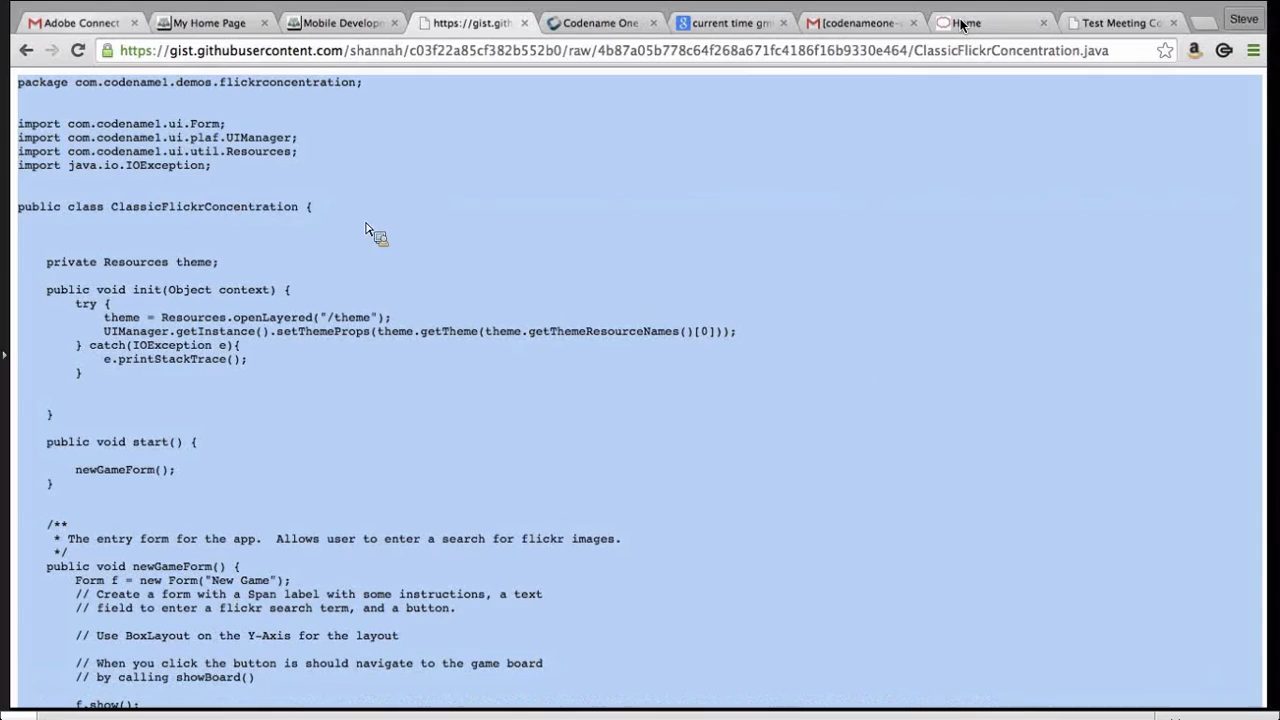 Adobe Connect
My Home Page
Mobile Develop
https://gist.gith
Codename One
current time gm
[codenameone-
Home
Test Meeting Co
Steve
https://gist.githubusercontent.com/shannah/c03f22a85cf382b552b0/raw/4b87a05b778c64f268a671fc4186f16b9330e464/ClassicFlickrConcentration.java
package com.codename1.demos.flickrconcentration;
import com.codename1.ui.Form;
import com.codename1.ui.plaf.UIManager;
import com.codename1.ui.util.Resources;
import java.io.IOException;
public class ClassicFlickrConcentration {
private Resources theme;
public void init(Object context) {
try {
theme = Resources.openLayered("/theme");
UIManager.getInstance().setThemeProps(theme.getTheme(theme.getThemeResourceNames()[0]));
} catch(IOException e){
e.printStackTrace();
}
}
public void start() {
newGameForm();
}
/**
* The entry form for the app.  Allows user to enter a search for flickr images.
*/
public void newGameForm() {
Form f = new Form("New Game");
// Create a form with a Span label with some instructions, a text
// field to enter a flickr search term, and a button.
// Use BoxLayout on the Y-Axis for the layout
// When you click the button is should navigate to the game board
// by calling showBoard()
f.show();